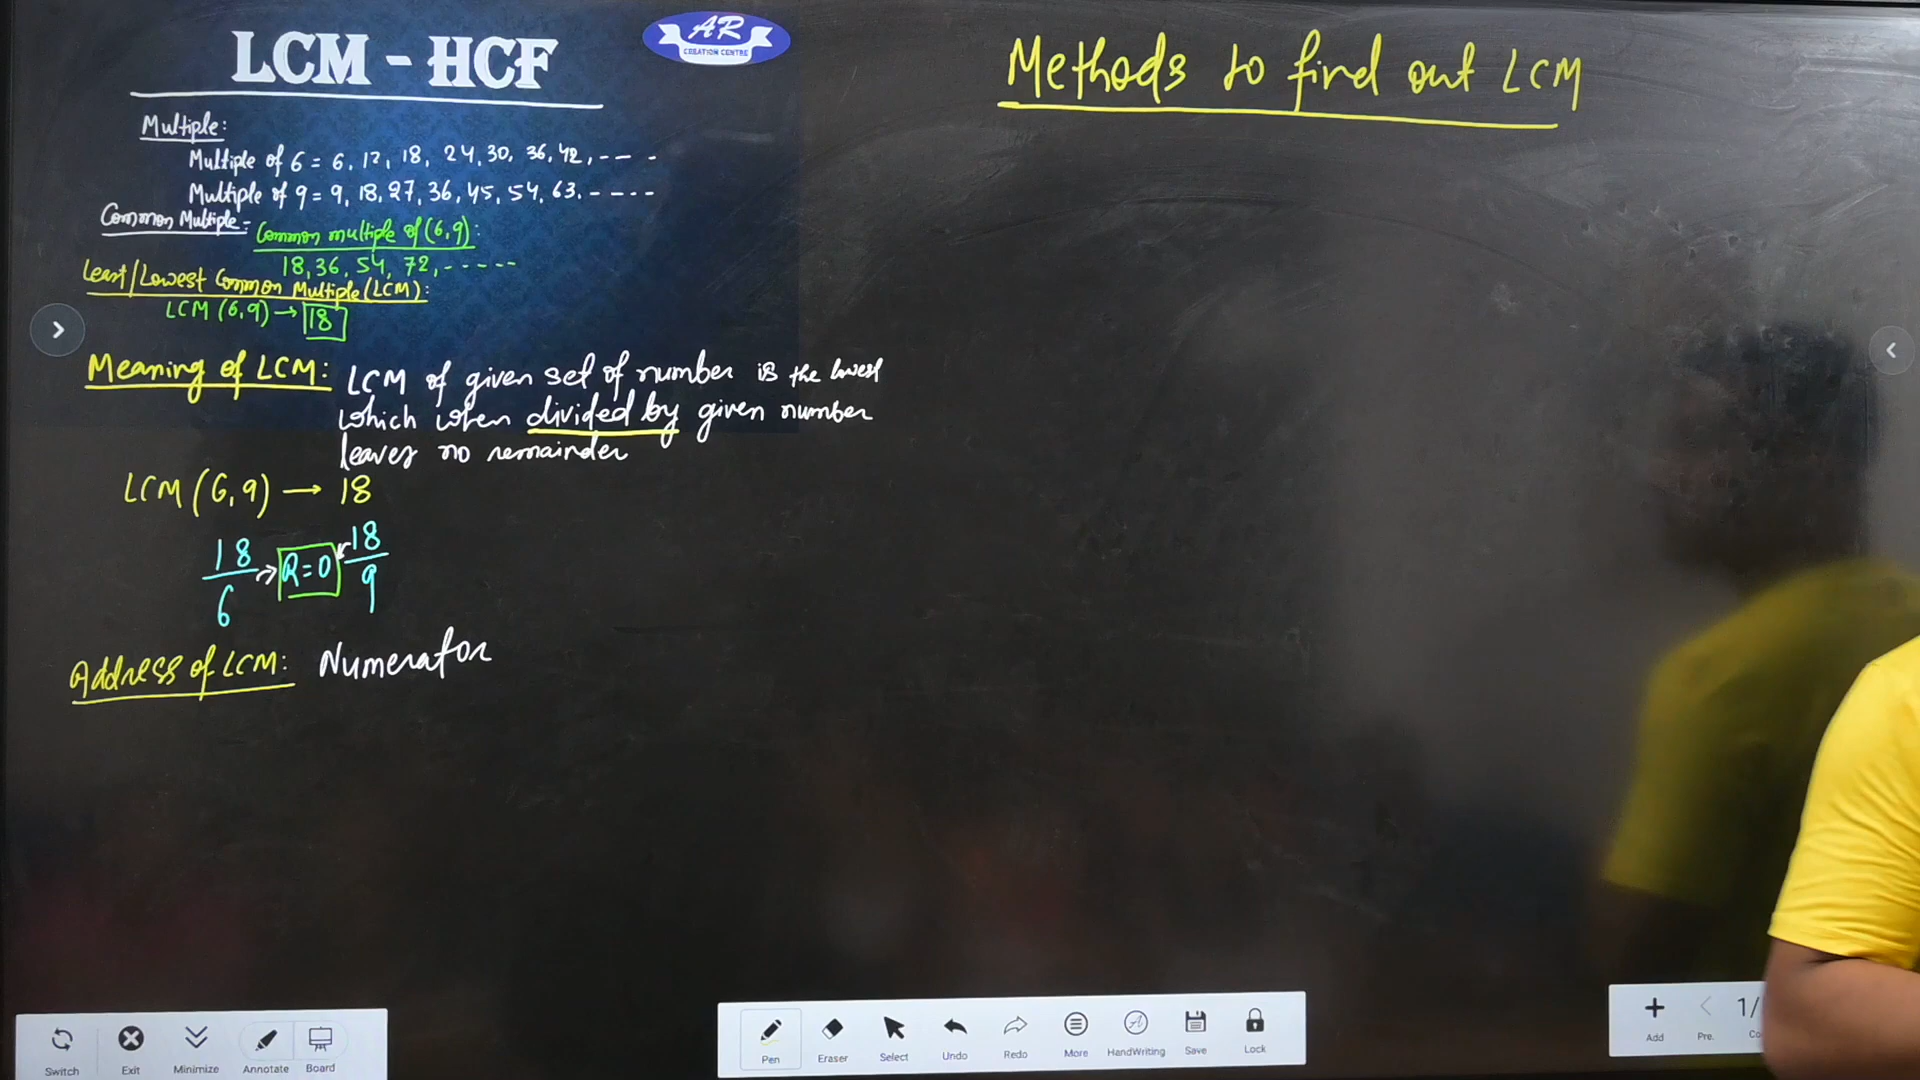 LCM - HCF
AR
CREATION CENTRE
Multiple:
Multiple of 6 = 6, 12, 18, 24, 30, 36, 42, - - - -
Multiple of 9 = 9, 18, 27, 36, 45, 54, 63, - - - -
Common Multiple:-
Common multiple of (6,9):
18, 36, 54, 72, - - - - -
Least/Lowest Common Multiple (LCM):
LCM (6,9) → 18
Meaning of LCM: LCM of given set of number is the lowest
which when divided by given number
leaves no remainder
LCM (6,9) → 18
18/6 → R=0 ← 18/9
Address of LCM: Numerator
Methods to find out LCM
Switch
Exit
Minimize
Annotate
Board
Pen
Eraser
Select
Undo
Redo
More
HandWriting
Save
Lock
Add
Pre.
1/